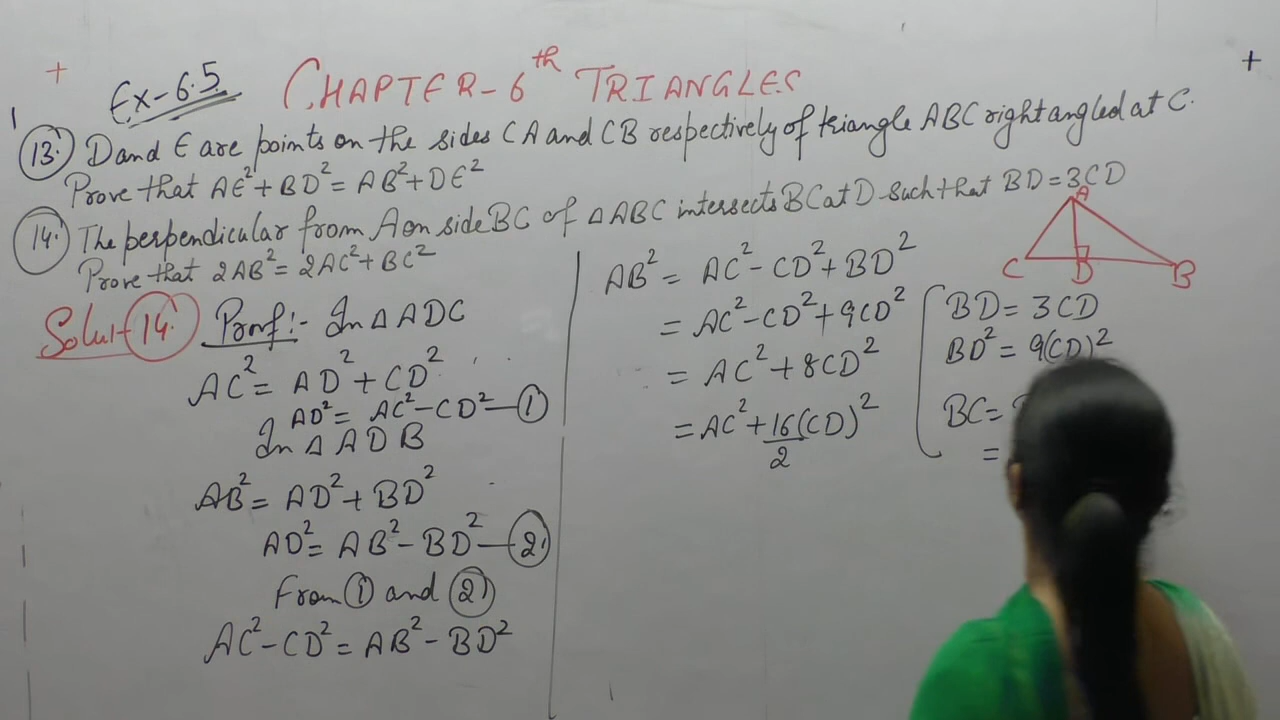 Ex-6.5 CHAPTER-6th TRIANGLES
13. D and E are points on the sides CA and CB respectively of triangle ABC right angled at C.
Prove that AE²+BD²=AB²+DE²
14. The perpendicular from A on side BC of △ABC intersects BC at D such that BD=3CD
Prove that 2AB²=2AC²+BC²
Solut-14. Proof:- In △ADC
AC²= AD²+CD²
AD²= AC²-CD²—①
In △ADB
AB²= AD²+BD²
AD²= AB²-BD²—②
From ① and ②
AC²-CD²=AB²-BD²
AB²= AC²-CD²+BD²
= AC²-CD²+9CD²
= AC²+8CD²
= AC²+16(CD)²/2
A
C
D
B
BD= 3CD
BD²= 9(CD)²
BC=
=